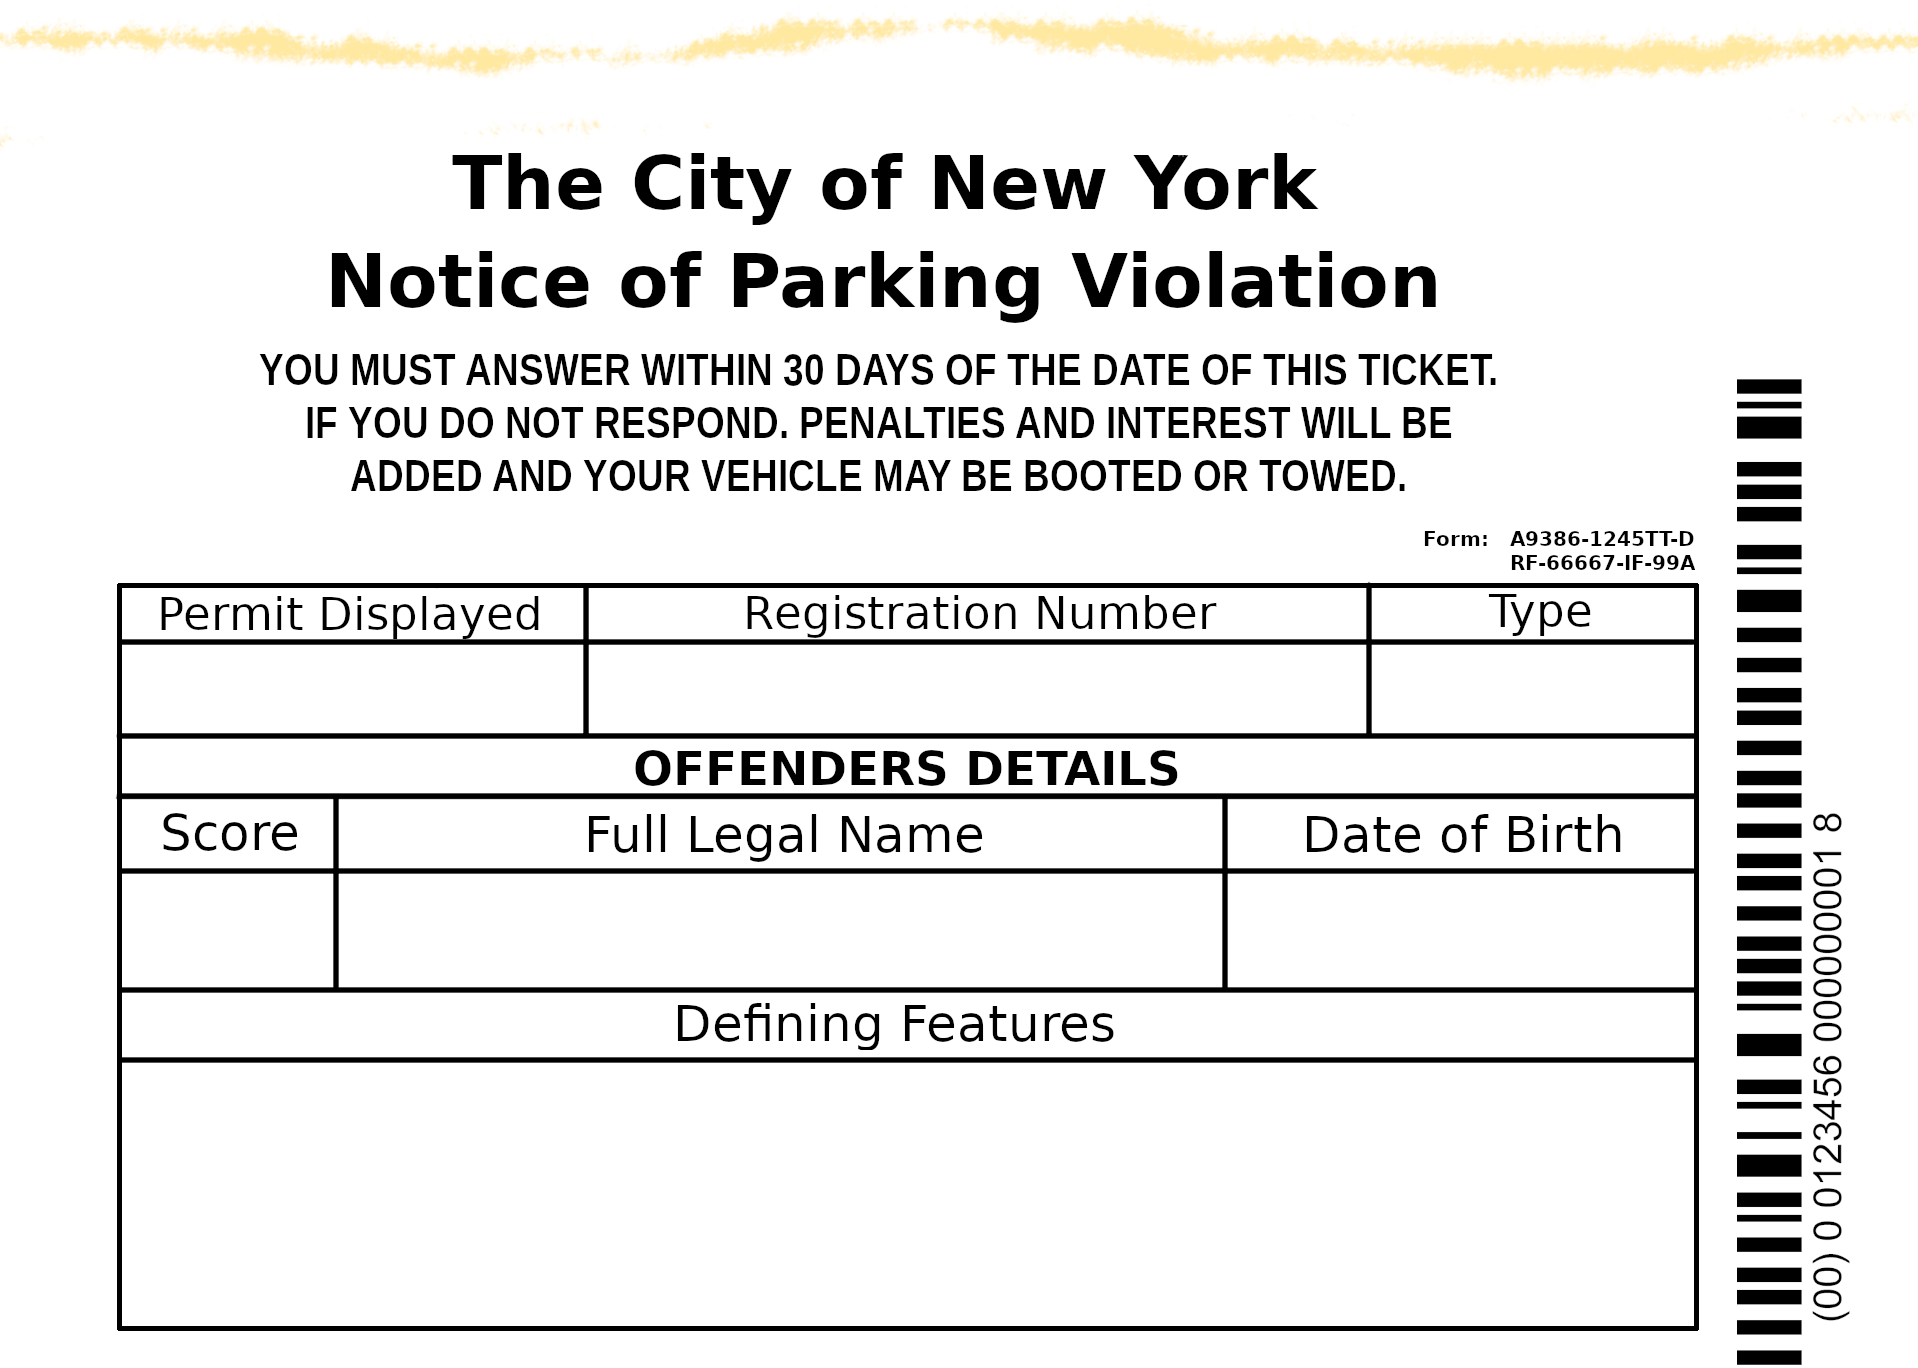 The City of New York
Notice of Parking Violation
YOU MUST ANSWER WITHIN 30 DAYS OF THE DATE OF THIS TICKET.
IF YOU DO NOT RESPOND. PENALTIES AND INTEREST WILL BE
ADDED AND YOUR VEHICLE MAY BE BOOTED OR TOWED.
Form: A9386-1245TT-D
RF-66667-IF-99A
Permit Displayed Registration Number Type
OFFENDERS DETAILS
Score Full Legal Name Date of Birth
Defining Features
(00) 0 0123456 000000001 8